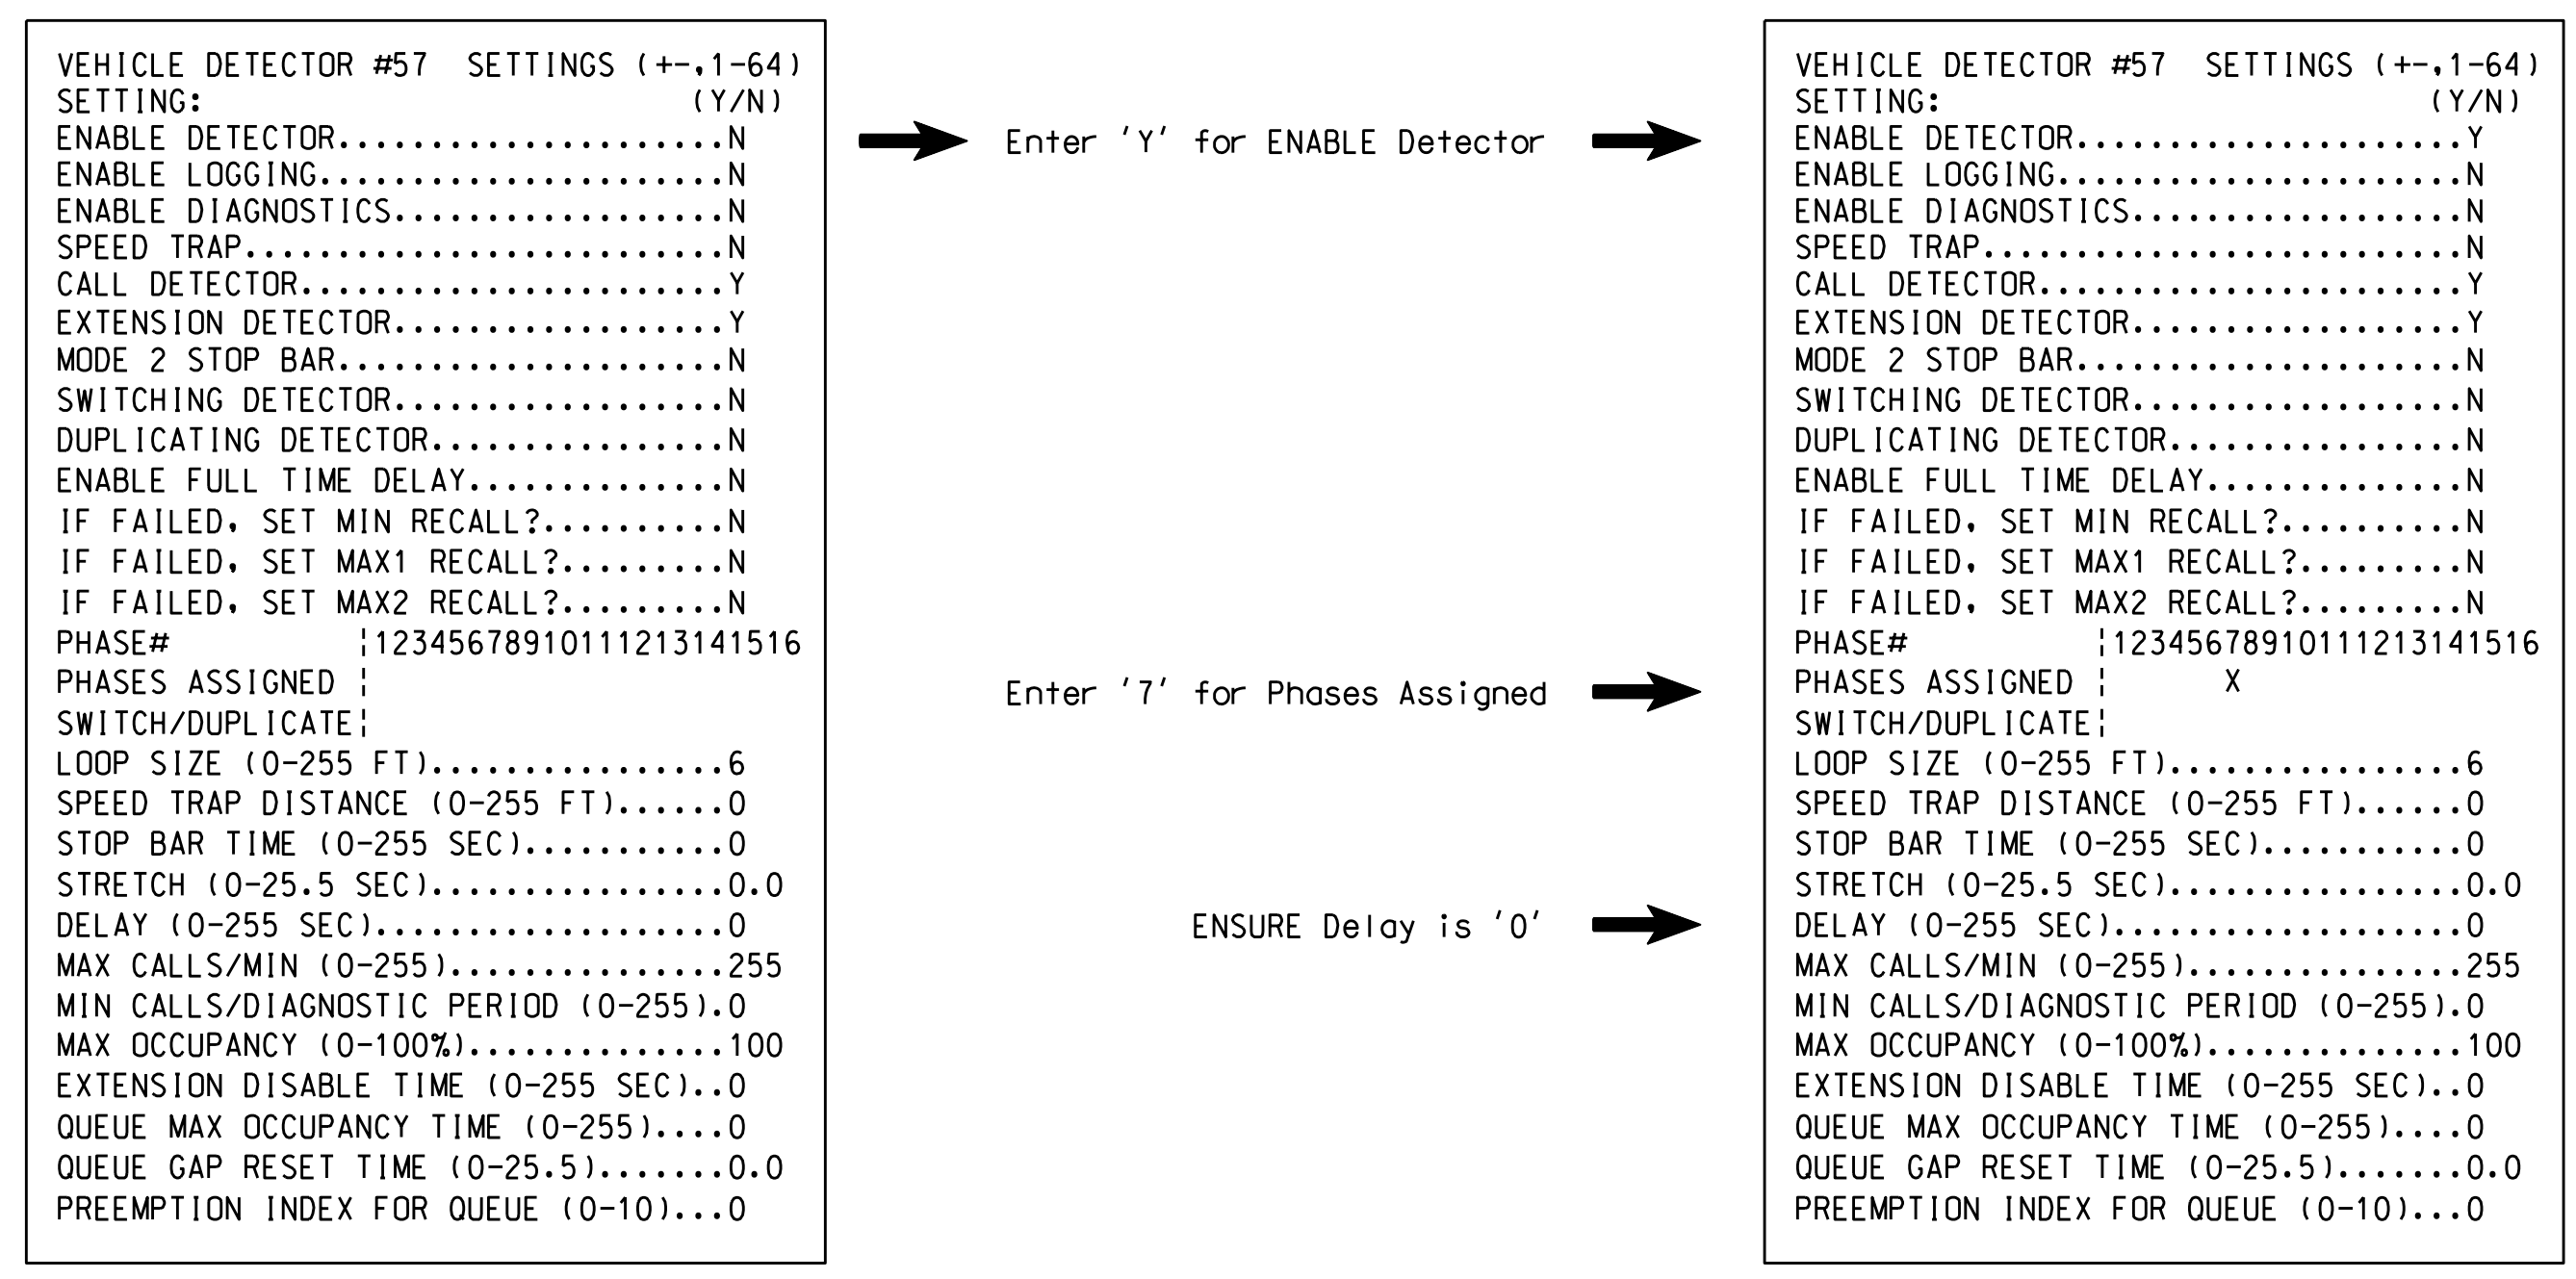 VEHICLE DETECTOR #57  SETTINGS (+-,1-64)
SETTING:                          (Y/N)
ENABLE DETECTOR.....................N
ENABLE LOGGING......................N
ENABLE DIAGNOSTICS..................N
SPEED TRAP..........................N
CALL DETECTOR.......................Y
EXTENSION DETECTOR..................Y
MODE 2 STOP BAR.....................N
SWITCHING DETECTOR..................N
DUPLICATING DETECTOR................N
ENABLE FULL TIME DELAY..............N
IF FAILED, SET MIN RECALL?..........N
IF FAILED, SET MAX1 RECALL?.........N
IF FAILED, SET MAX2 RECALL?.........N
PHASE#          ¦12345678910111213141516
PHASES ASSIGNED ¦
SWITCH/DUPLICATE¦
LOOP SIZE (0-255 FT)................6
SPEED TRAP DISTANCE (0-255 FT)......0
STOP BAR TIME (0-255 SEC)...........0
STRETCH (0-25.5 SEC)................0.0
DELAY (0-255 SEC)...................0
MAX CALLS/MIN (0-255)...............255
MIN CALLS/DIAGNOSTIC PERIOD (0-255).0
MAX OCCUPANCY (0-100%)..............100
EXTENSION DISABLE TIME (0-255 SEC)..0
QUEUE MAX OCCUPANCY TIME (0-255)....0
QUEUE GAP RESET TIME (0-25.5).......0.0
PREEMPTION INDEX FOR QUEUE (0-10)...0
Enter 'Y' for ENABLE Detector
Enter '7' for Phases Assigned
ENSURE Delay is '0'
VEHICLE DETECTOR #57  SETTINGS (+-,1-64)
SETTING:                          (Y/N)
ENABLE DETECTOR.....................Y
ENABLE LOGGING......................N
ENABLE DIAGNOSTICS..................N
SPEED TRAP..........................N
CALL DETECTOR.......................Y
EXTENSION DETECTOR..................Y
MODE 2 STOP BAR.....................N
SWITCHING DETECTOR..................N
DUPLICATING DETECTOR................N
ENABLE FULL TIME DELAY..............N
IF FAILED, SET MIN RECALL?..........N
IF FAILED, SET MAX1 RECALL?.........N
IF FAILED, SET MAX2 RECALL?.........N
PHASE#          ¦12345678910111213141516
PHASES ASSIGNED ¦      X
SWITCH/DUPLICATE¦
LOOP SIZE (0-255 FT)................6
SPEED TRAP DISTANCE (0-255 FT)......0
STOP BAR TIME (0-255 SEC)...........0
STRETCH (0-25.5 SEC)................0.0
DELAY (0-255 SEC)...................0
MAX CALLS/MIN (0-255)...............255
MIN CALLS/DIAGNOSTIC PERIOD (0-255).0
MAX OCCUPANCY (0-100%)..............100
EXTENSION DISABLE TIME (0-255 SEC)..0
QUEUE MAX OCCUPANCY TIME (0-255)....0
QUEUE GAP RESET TIME (0-25.5).......0.0
PREEMPTION INDEX FOR QUEUE (0-10)...0